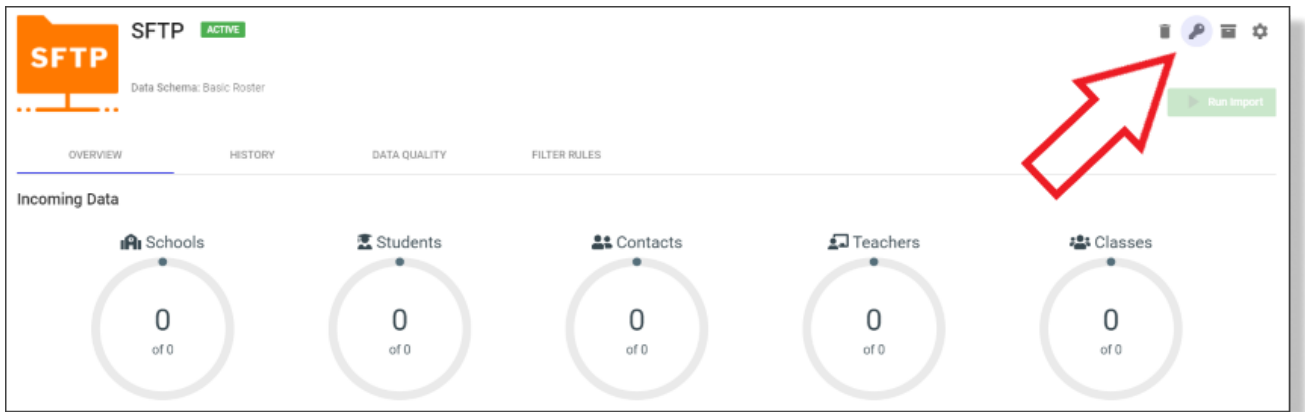 SFTP
SFTP ACTIVE
Data Schema: Basic Roster
Run Import
OVERVIEW HISTORY DATA QUALITY FILTER RULES
Incoming Data
Schools Students Contacts Teachers Classes
0 0 0 0 0
of 0 of 0 of 0 of 0 of 0